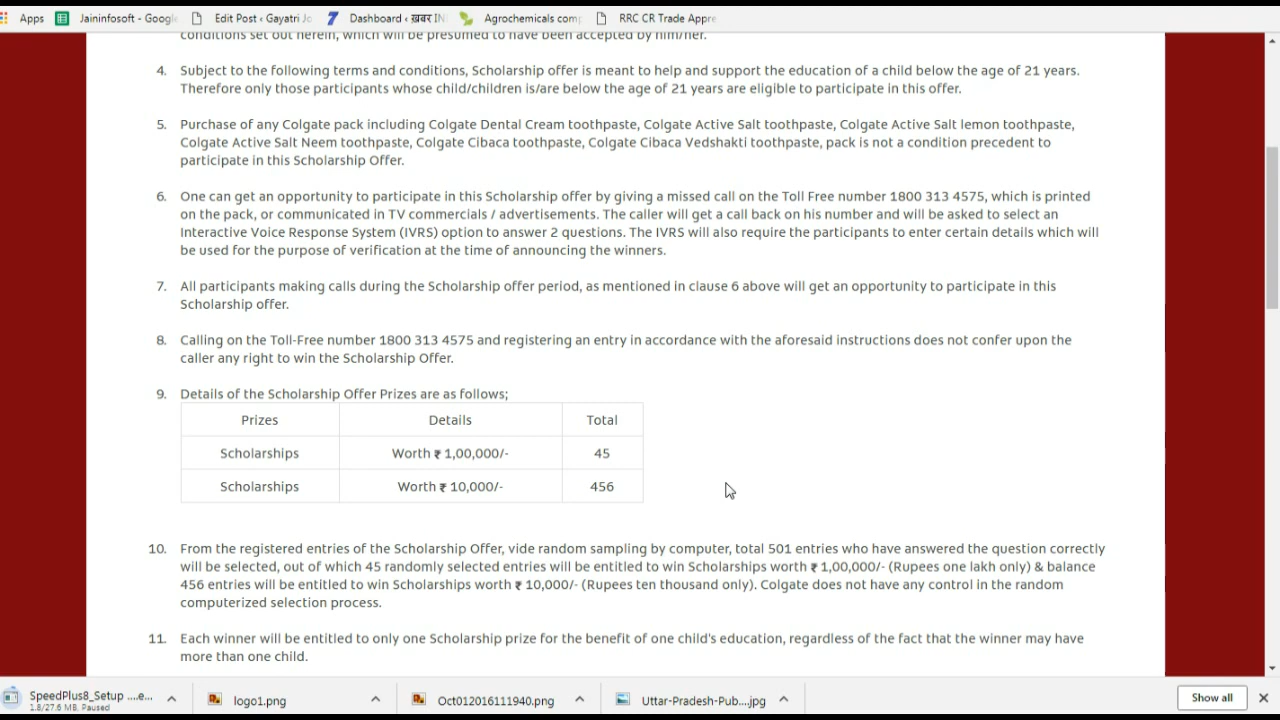 Apps Jaininfosoft - Google Edit Post ‹ Gayatri Jo Dashboard ‹ ख़बर IN Agrochemicals com RRC CR Trade Appre
conditions set out herein, which will be presumed to have been accepted by him/her.
4. Subject to the following terms and conditions, Scholarship offer is meant to help and support the education of a child below the age of 21 years.
Therefore only those participants whose child/children is/are below the age of 21 years are eligible to participate in this offer.
5. Purchase of any Colgate pack including Colgate Dental Cream toothpaste, Colgate Active Salt toothpaste, Colgate Active Salt lemon toothpaste,
Colgate Active Salt Neem toothpaste, Colgate Cibaca toothpaste, Colgate Cibaca Vedshakti toothpaste, pack is not a condition precedent to
participate in this Scholarship Offer.
6. One can get an opportunity to participate in this Scholarship offer by giving a missed call on the Toll Free number 1800 313 4575, which is printed
on the pack, or communicated in TV commercials / advertisements. The caller will get a call back on his number and will be asked to select an
Interactive Voice Response System (IVRS) option to answer 2 questions. The IVRS will also require the participants to enter certain details which will
be used for the purpose of verification at the time of announcing the winners.
7. All participants making calls during the Scholarship offer period, as mentioned in clause 6 above will get an opportunity to participate in this
Scholarship offer.
8. Calling on the Toll-Free number 1800 313 4575 and registering an entry in accordance with the aforesaid instructions does not confer upon the
caller any right to win the Scholarship Offer.
9. Details of the Scholarship Offer Prizes are as follows;
Prizes Details Total
Scholarships Worth ₹ 1,00,000/- 45
Scholarships Worth ₹ 10,000/- 456
10. From the registered entries of the Scholarship Offer, vide random sampling by computer, total 501 entries who have answered the question correctly
will be selected, out of which 45 randomly selected entries will be entitled to win Scholarships worth ₹ 1,00,000/- (Rupees one lakh only) & balance
456 entries will be entitled to win Scholarships worth ₹ 10,000/- (Rupees ten thousand only). Colgate does not have any control in the random
computerized selection process.
11. Each winner will be entitled to only one Scholarship prize for the benefit of one child's education, regardless of the fact that the winner may have
more than one child.
SpeedPlus8_Setup ....e... logo1.png Oct012016111940.png Uttar-Pradesh-Pub....jpg Show all
1.8/27.6 MB, Paused